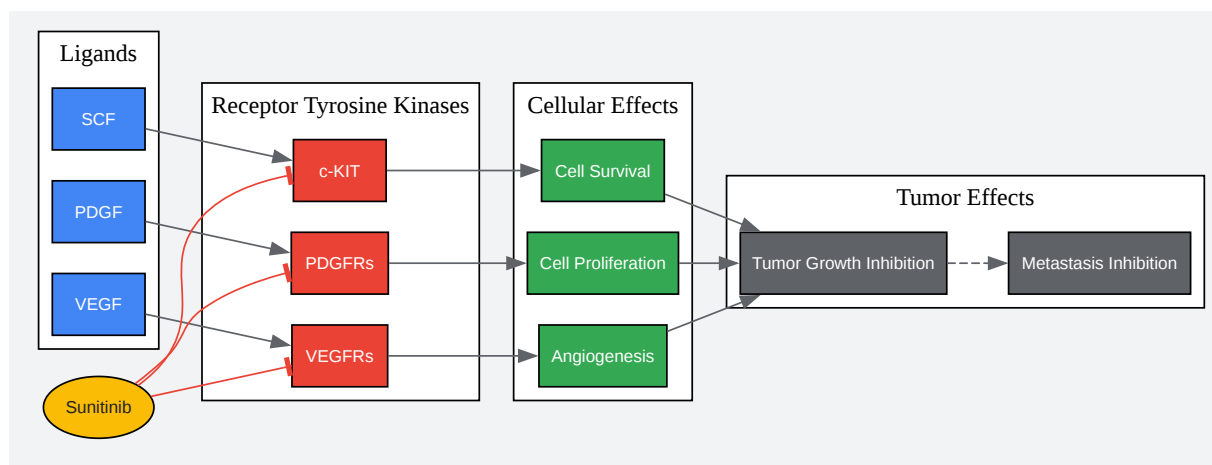 Ligands
SCF
PDGF
VEGF
Sunitinib
Receptor Tyrosine Kinases
c-KIT
PDGFRs
VEGFRs
Cellular Effects
Cell Survival
Cell Proliferation
Angiogenesis
Tumor Effects
Tumor Growth Inhibition
Metastasis Inhibition